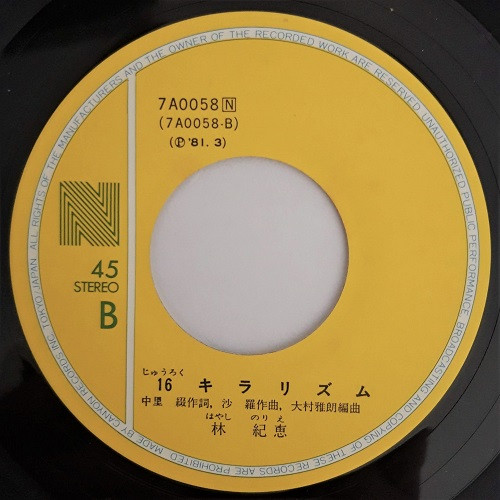 ALL RIGHTS OF THE MANUFACTURERS AND THE OWNER OF THE RECORDED WORK ARE RESERVED. UNAUTHORIZED PUBLIC PERFORMANCE, BROADCASTING AND COPYING OF THESE RECORDS PROHIBITED. MADE BY CANYON RECORDS INC. TOKYO JAPAN.
7A0058 N
(7A0058-B)
(Ⓟ'81.3)
N
45
STEREO
B
じゅうろく
16 キラリズム
中里 綴作詞, 沙 羅作曲, 大村雅朗編曲
はやし のりえ
林 紀恵